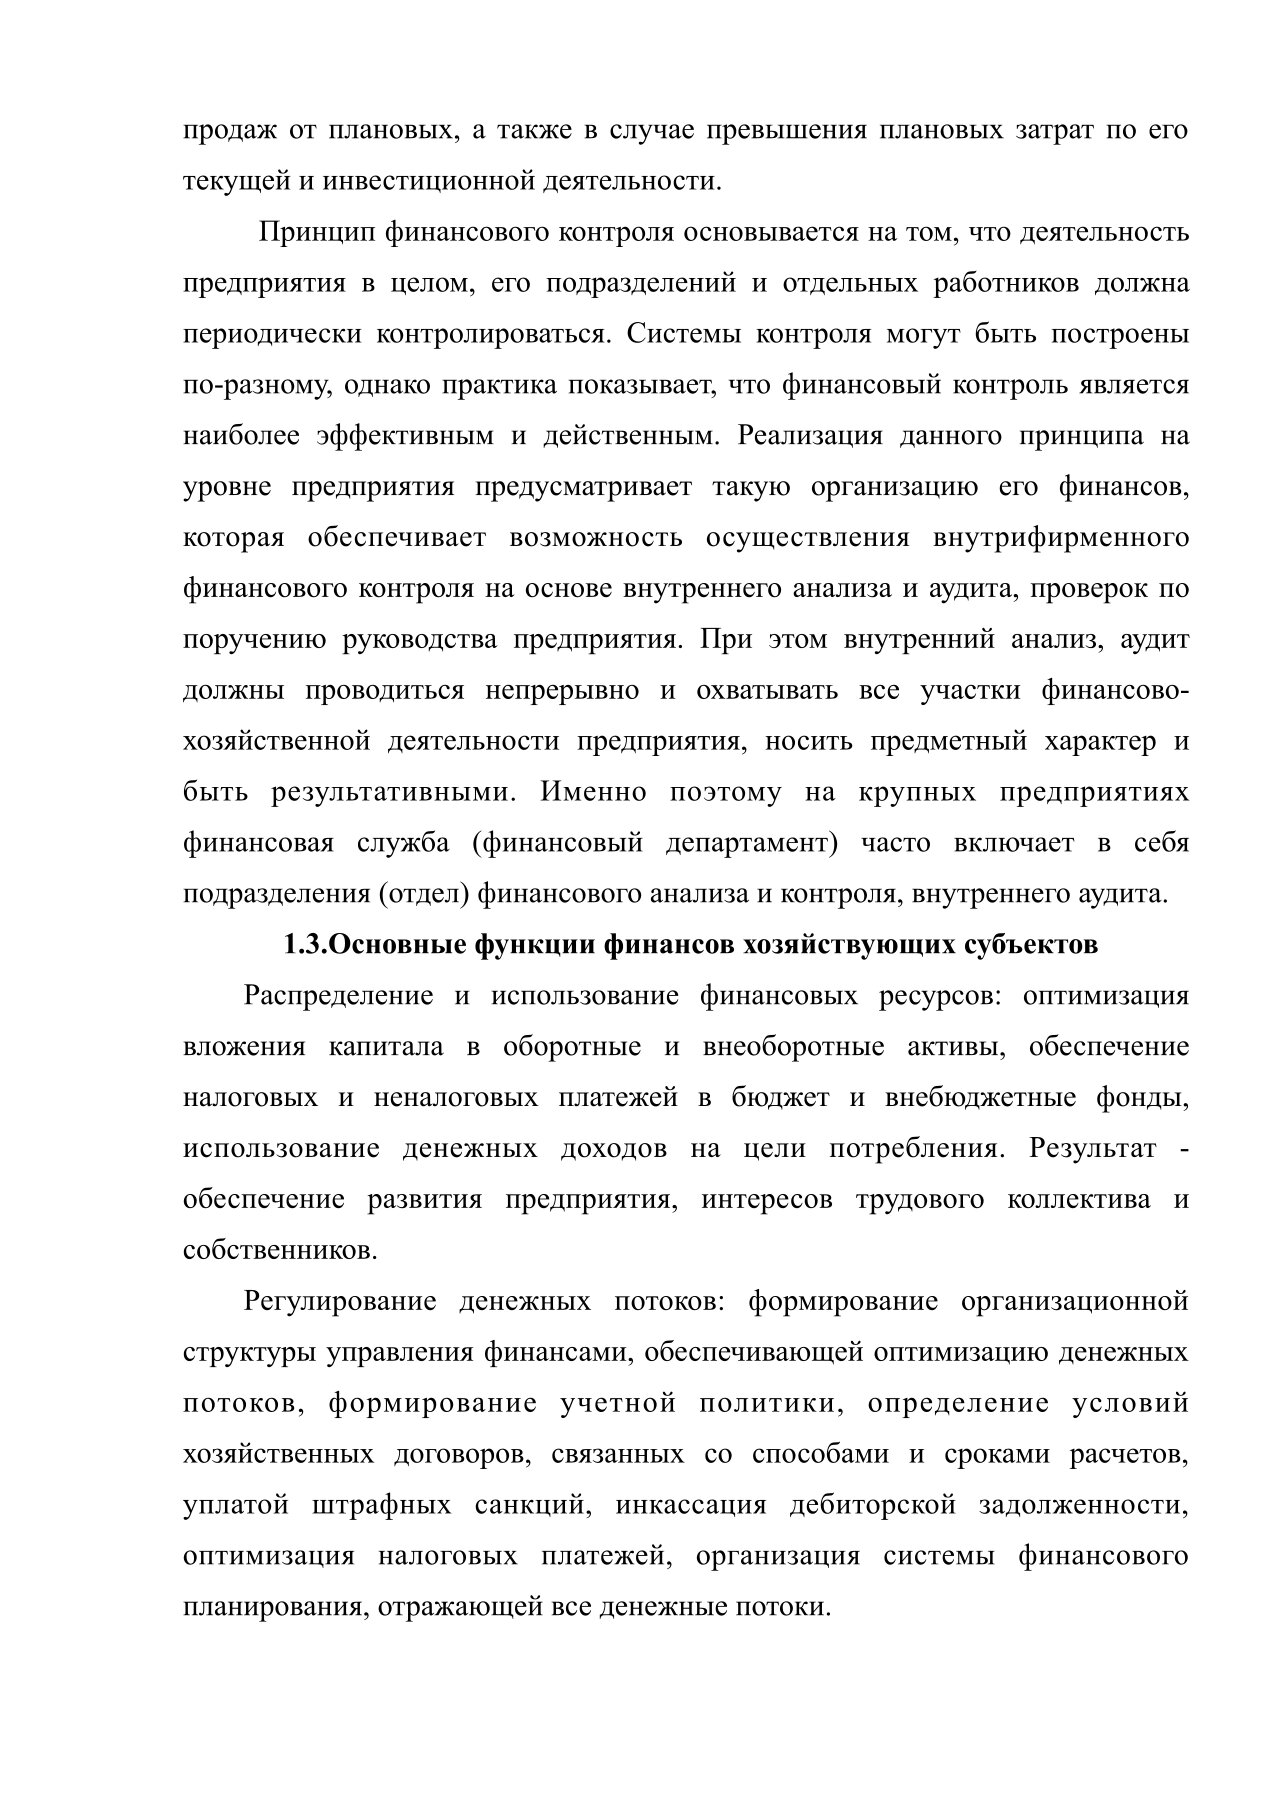 продаж от плановых, а также в случае превышения плановых затрат по его
текущей и инвестиционной деятельности.
Принцип финансового контроля основывается на том, что деятельность
предприятия в целом, его подразделений и отдельных работников должна
периодически контролироваться. Системы контроля могут быть построены
по-разному, однако практика показывает, что финансовый контроль является
наиболее эффективным и действенным. Реализация данного принципа на
уровне предприятия предусматривает такую организацию его финансов,
которая обеспечивает возможность осуществления внутрифирменного
финансового контроля на основе внутреннего анализа и аудита, проверок по
поручению руководства предприятия. При этом внутренний анализ, аудит
должны проводиться непрерывно и охватывать все участки финансово-
хозяйственной деятельности предприятия, носить предметный характер и
быть результативными. Именно поэтому на крупных предприятиях
финансовая служба (финансовый департамент) часто включает в себя
подразделения (отдел) финансового анализа и контроля, внутреннего аудита.
1.3.Основные функции финансов хозяйствующих субъектов
Распределение и использование финансовых ресурсов: оптимизация
вложения капитала в оборотные и внеоборотные активы, обеспечение
налоговых и неналоговых платежей в бюджет и внебюджетные фонды,
использование денежных доходов на цели потребления. Результат -
обеспечение развития предприятия, интересов трудового коллектива и
собственников.
Регулирование денежных потоков: формирование организационной
структуры управления финансами, обеспечивающей оптимизацию денежных
потоков, формирование учетной политики, определение условий
хозяйственных договоров, связанных со способами и сроками расчетов,
уплатой штрафных санкций, инкассация дебиторской задолженности,
оптимизация налоговых платежей, организация системы финансового
планирования, отражающей все денежные потоки.